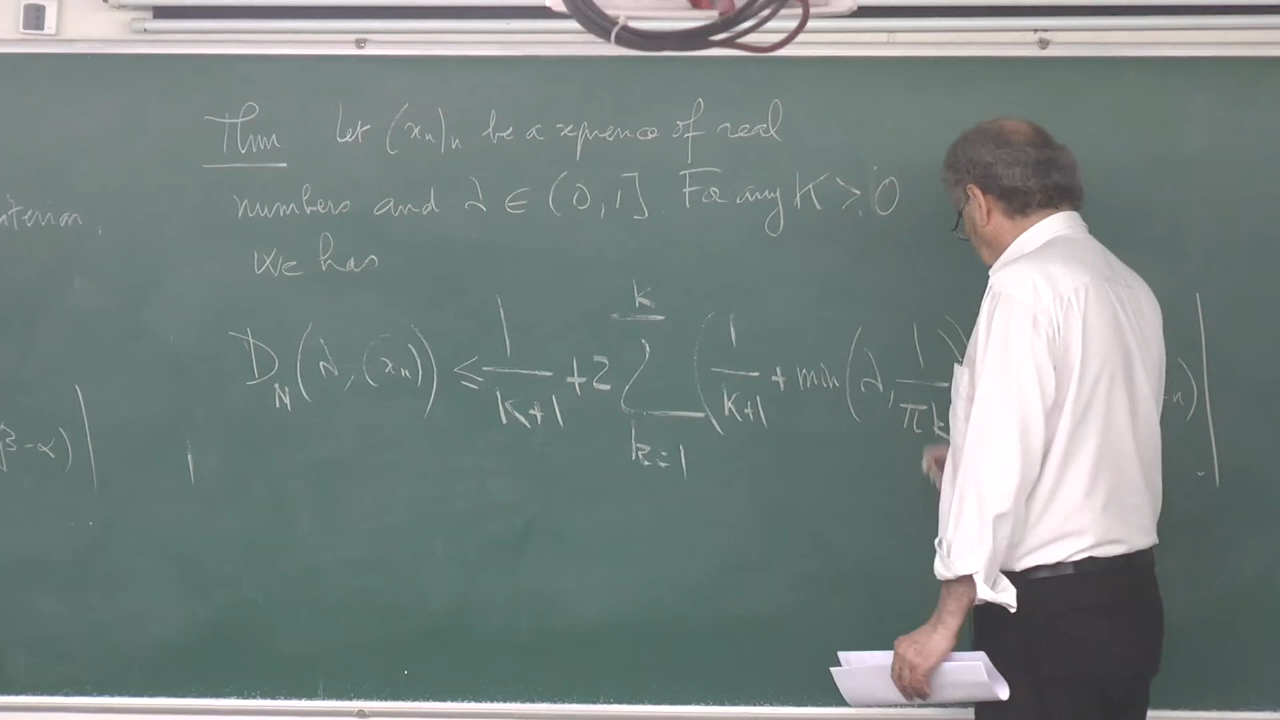 Thm Let (xₙ)ₙ be a sequence of real
numbers and λ ∈ (0,1]. For any K ≥ 0
we has
D_N(λ, (xₙ)) ≤ 1/(K+1) + 2 ∑_{k=1}^{K} (1/(K+1) + min(λ, 1/(πk
n)|
β-α)|